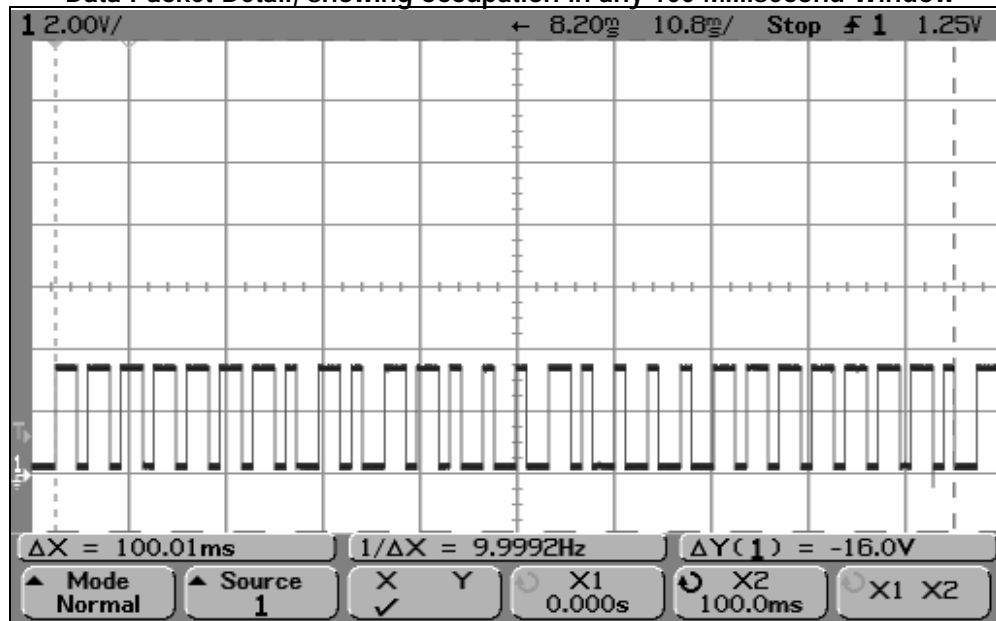 Data Packet Detail, showing occupation in any 100 millisecond window
1 2.00V/ ← 8.20ms 10.8ms/ Stop 1 1.25V
T
1
ΔX = 100.01ms 1/ΔX = 9.9992Hz ΔY(1) = -16.0V
Mode Normal Source 1 X Y ✓ X1 0.000s X2 100.0ms X1 X2